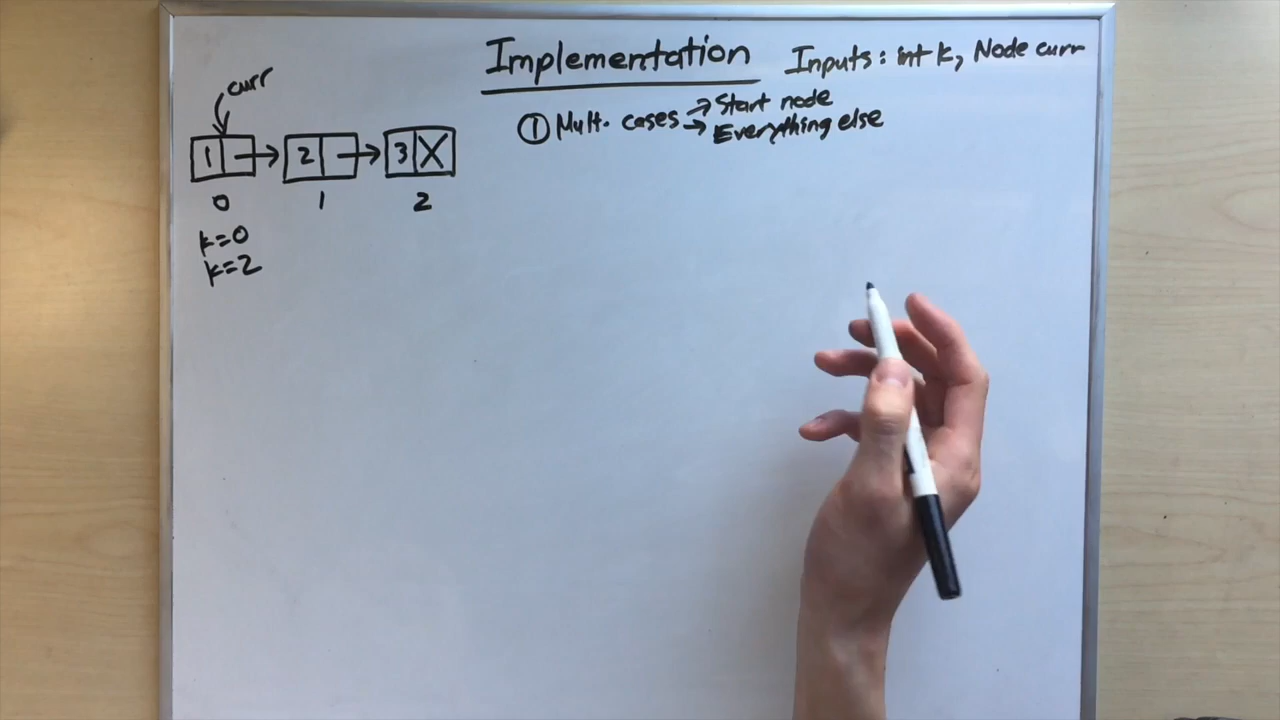 Implementation
Inputs: int k, Node curr
① Mult. cases → Start node
→ Everything else
curr
1 2 3 X
0 1 2
k=0
k=2